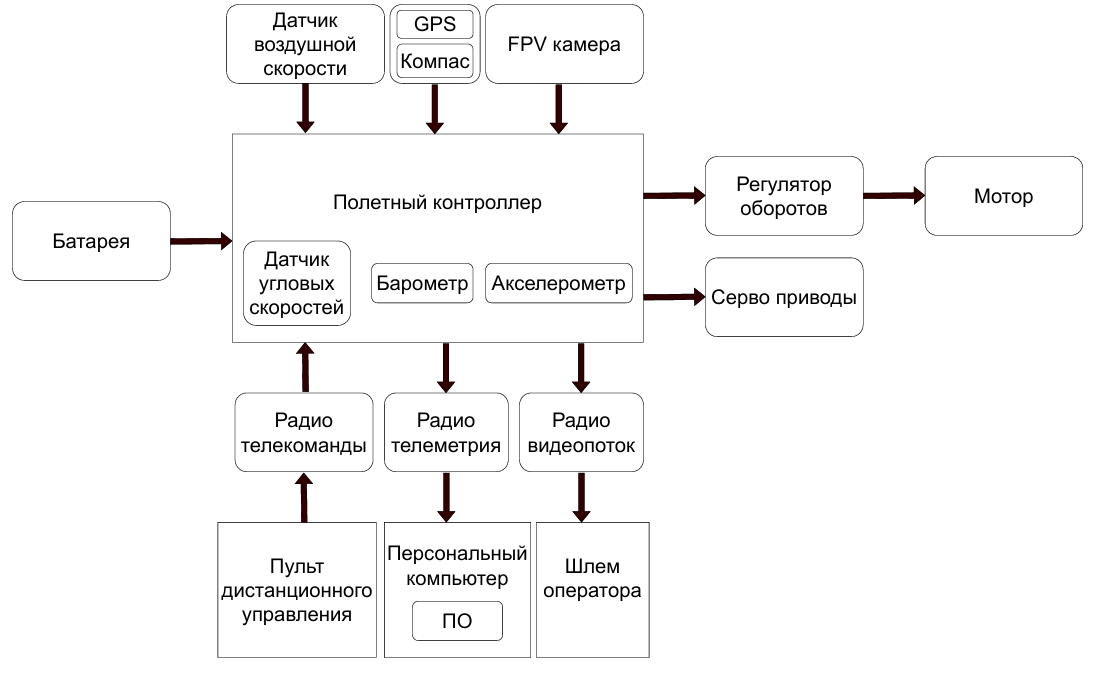 Датчик
воздушной
скорости
GPS
Компас
FPV камера
Полетный контроллер
Датчик
угловых
скоростей
Барометр
Акселерометр
Батарея
Регулятор
оборотов
Мотор
Серво приводы
Радио
телекоманды
Радио
телеметрия
Радио
видеопоток
Пульт
дистанционного
управления
Персональный
компьютер
ПО
Шлем
оператора